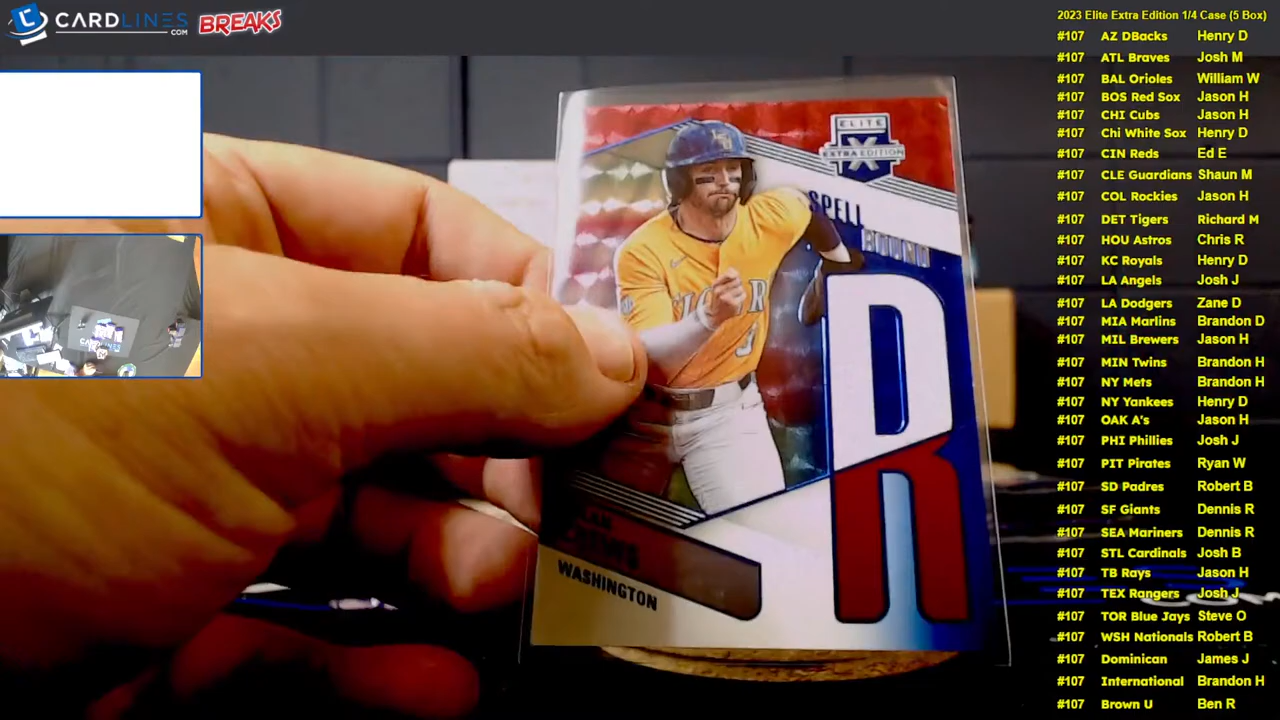 CARDLINES
.COM
BREAKS
2023 Elite Extra Edition 1/4 Case (5 Box)
#107 AZ DBacks Henry D
#107 ATL Braves Josh M
#107 BAL Orioles William W
#107 BOS Red Sox Jason H
#107 CHI Cubs Jason H
#107 Chi White Sox Henry D
#107 CIN Reds Ed E
#107 CLE Guardians Shaun M
#107 COL Rockies Jason H
#107 DET Tigers Richard M
#107 HOU Astros Chris R
#107 KC Royals Henry D
#107 LA Angels Josh J
#107 LA Dodgers Zane D
#107 MIA Marlins Brandon D
#107 MIL Brewers Jason H
#107 MIN Twins Brandon H
#107 NY Mets Brandon H
#107 NY Yankees Henry D
#107 OAK A's Jason H
#107 PHI Phillies Josh J
#107 PIT Pirates Ryan W
#107 SD Padres Robert B
#107 SF Giants Dennis R
#107 SEA Mariners Dennis R
#107 STL Cardinals Josh B
#107 TB Rays Jason H
#107 TEX Rangers Josh J
#107 TOR Blue Jays Steve O
#107 WSH Nationals Robert B
#107 Dominican James J
#107 International Brandon H
#107 Brown U Ben R
ELITE
X
EXTRA EDITION
SPELL
BOUND
R
CREWS
WASHINGTON